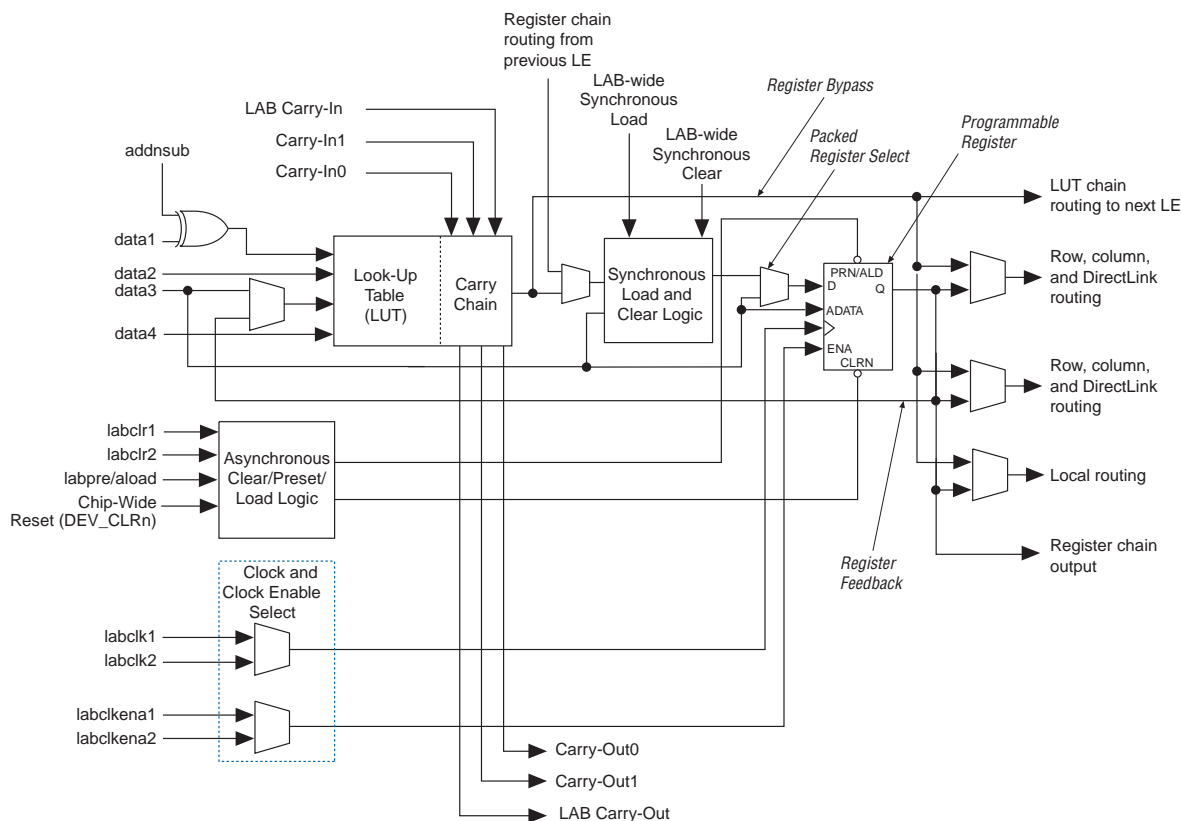 Register chain
routing from
previous LE
LAB-wide
Synchronous
Load
LAB-wide
Synchronous
Clear
Register Bypass
Packed
Register Select
Programmable
Register
LAB Carry-In
Carry-In1
Carry-In0
addnsub
data1
data2
data3
data4
Look-Up
Table
(LUT)
Carry
Chain
Synchronous
Load and
Clear Logic
PRN/ALD
D
Q
ADATA
ENA
CLRN
LUT chain
routing to next LE
Row, column,
and DirectLink
routing
Row, column,
and DirectLink
routing
Local routing
Register chain
output
Register
Feedback
labclr1
labclr2
labpre/aload
Chip-Wide
Reset (DEV_CLRn)
Asynchronous
Clear/Preset/
Load Logic
Clock and
Clock Enable
Select
labclk1
labclk2
labclkena1
labclkena2
Carry-Out0
Carry-Out1
LAB Carry-Out